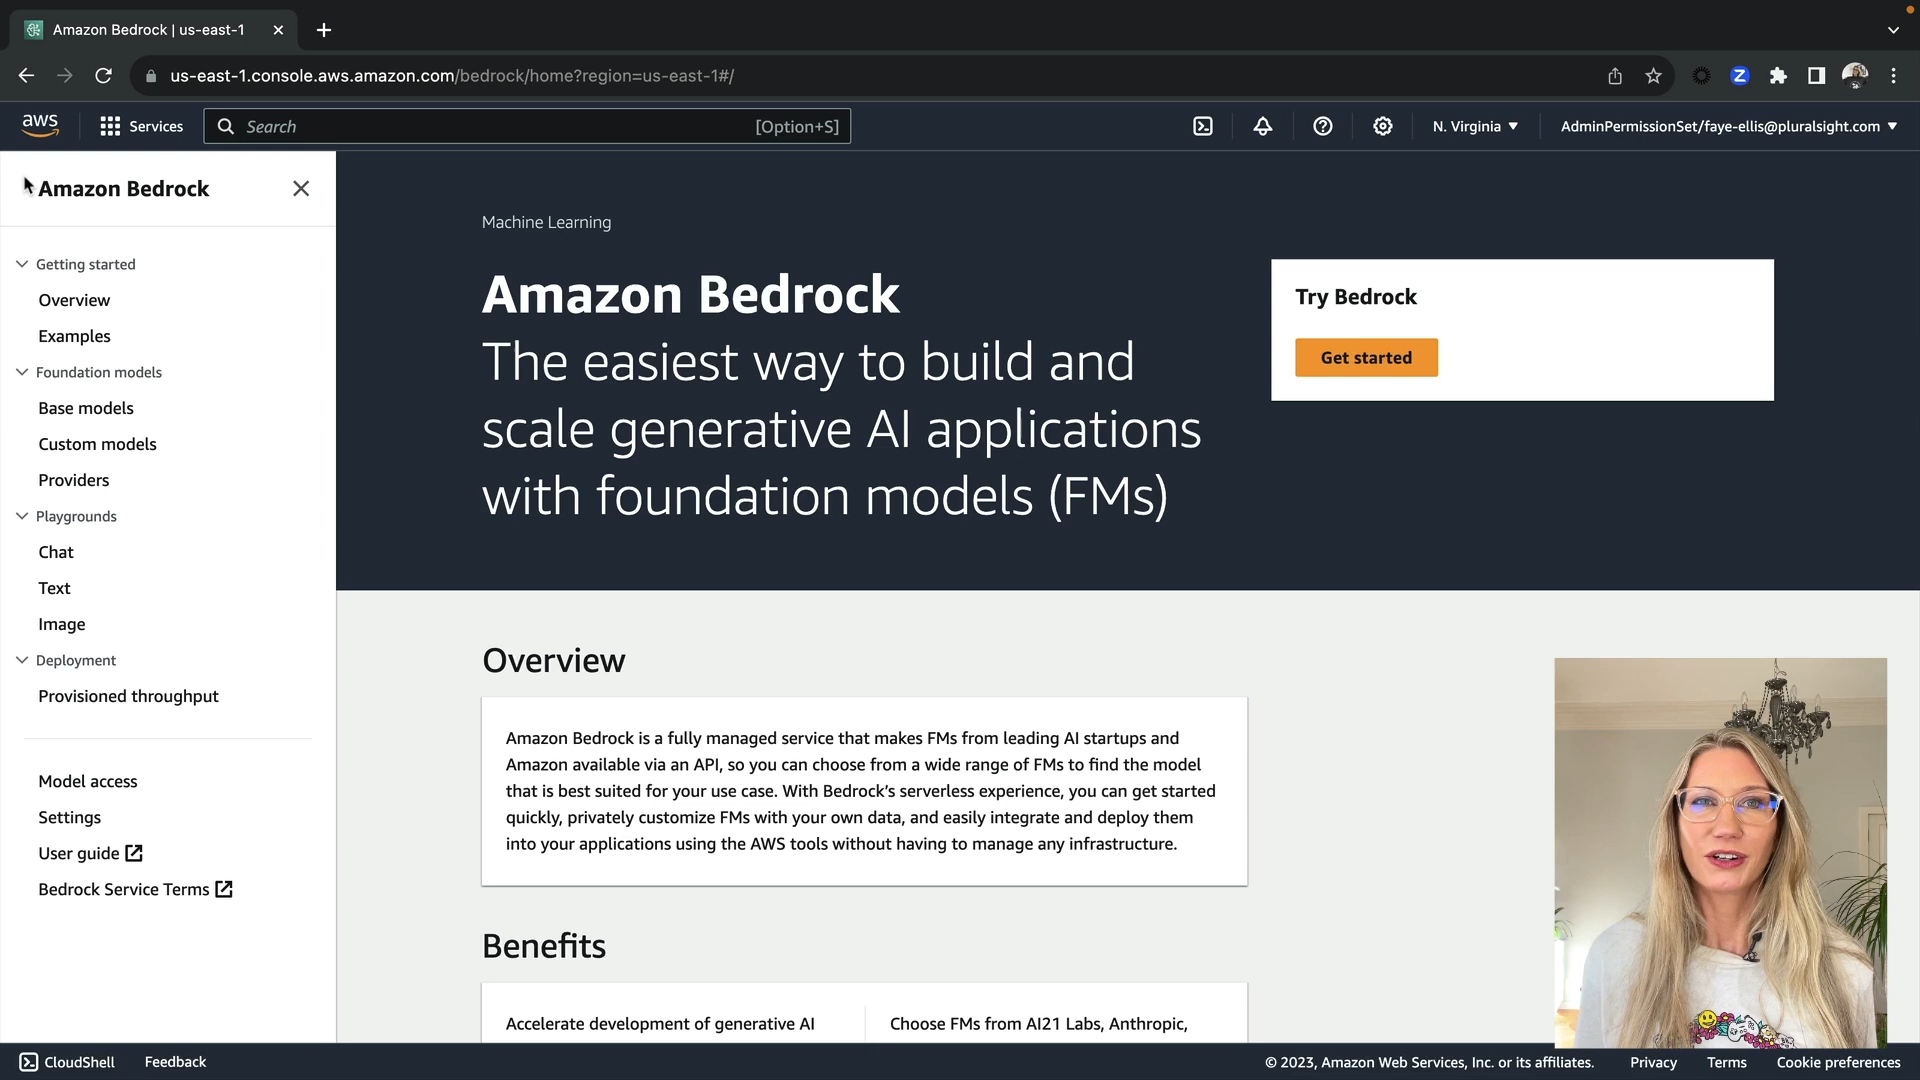 Amazon Bedrock | us-east-1
us-east-1.console.aws.amazon.com/bedrock/home?region=us-east-1#/
Z
aws
Services
Search
[Option+S]
N. Virginia
AdminPermissionSet/faye-ellis@pluralsight.com
Amazon Bedrock
Getting started
Overview
Examples
Foundation models
Base models
Custom models
Providers
Playgrounds
Chat
Text
Image
Deployment
Provisioned throughput
Model access
Settings
User guide
Bedrock Service Terms
Machine Learning
Amazon Bedrock
The easiest way to build and
scale generative AI applications
with foundation models (FMs)
Try Bedrock
Get started
Overview
Amazon Bedrock is a fully managed service that makes FMs from leading AI startups and
Amazon available via an API, so you can choose from a wide range of FMs to find the model
that is best suited for your use case. With Bedrock’s serverless experience, you can get started
quickly, privately customize FMs with your own data, and easily integrate and deploy them
into your applications using the AWS tools without having to manage any infrastructure.
Benefits
Accelerate development of generative AI
Choose FMs from AI21 Labs, Anthropic,
CloudShell
Feedback
© 2023, Amazon Web Services, Inc. or its affiliates.
Privacy
Terms
Cookie preferences